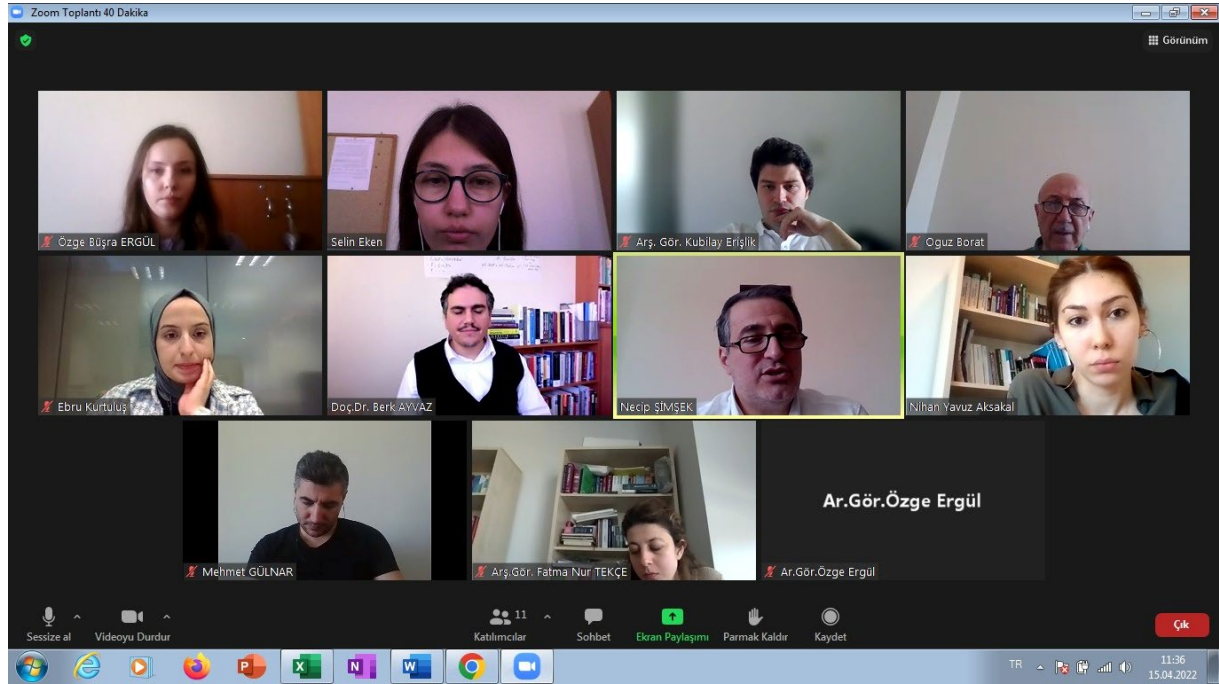 Zoom Toplantı 40 Dakika
Görünüm
Özge Büşra ERGÜL
Selin Eken
Arş. Gör. Kubilay Erişlik
Oguz Borat
Ebru Kurtuluş
Doç.Dr. Berk AYVAZ
Necip ŞİMŞEK
Nihan Yavuz Aksakal
Mehmet GÜLNAR
Arş.Gör. Fatma Nur TEKÇE
Ar.Gör.Özge Ergül
Ar.Gör.Özge Ergül
Sessize al
Videoyu Durdur
11
Katılımcılar
Sohbet
Ekran Paylaşımı
Parmak Kaldır
Kaydet
Çık
TR
11:36
15.04.2022